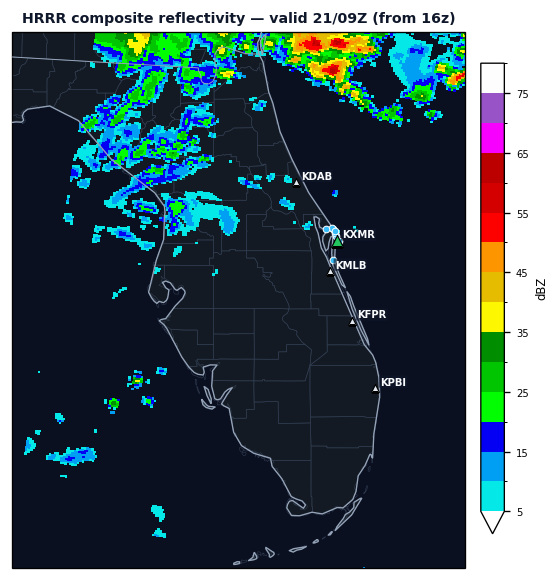 HRRR composite reflectivity — valid 21/09Z (from 16z)
KDAB
KXMR
KMLB
KFPR
KPBI
75
65
55
45
35
25
15
5
dBZ